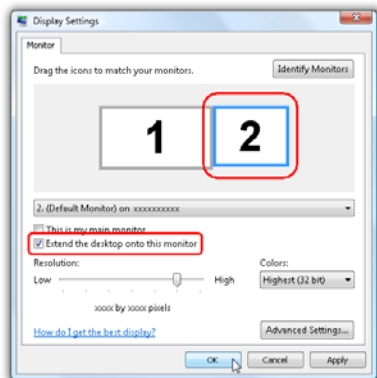 Display Settings
Monitor
Drag the icons to match your monitors.
Identify Monitors
1 2
2. (Default Monitor) on xxxxxxxxxx
This is my main monitor
Extend the desktop onto this monitor
Resolution: Colors:
Low High Highest (32 bit)
xxxx by xxxx pixels
How do I get the best display? Advanced Settings...
OK Cancel Apply